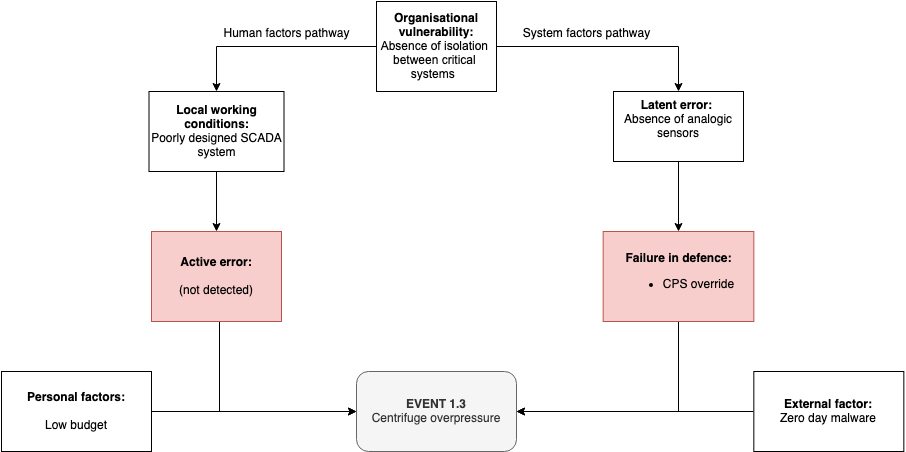 Organisational
vulnerability:
Absence of isolation
between critical
systems
Human factors pathway
System factors pathway
Local working
conditions:
Poorly designed SCADA
system
Latent error:
Absence of analogic
sensors
Active error:
(not detected)
Failure in defence:
• CPS override
Personal factors:
Low budget
EVENT 1.3
Centrifuge overpressure
External factor:
Zero day malware